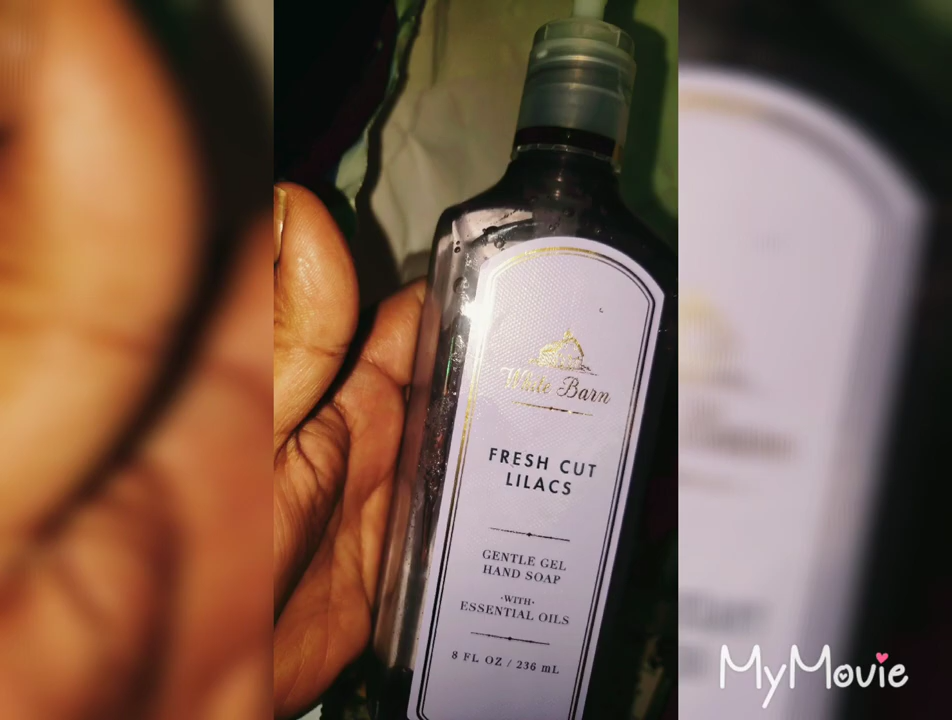 White Barn
FRESH CUT
LILACS
GENTLE GEL
HAND SOAP
·WITH·
ESSENTIAL OILS
8 FL OZ / 236 mL
MyMovie